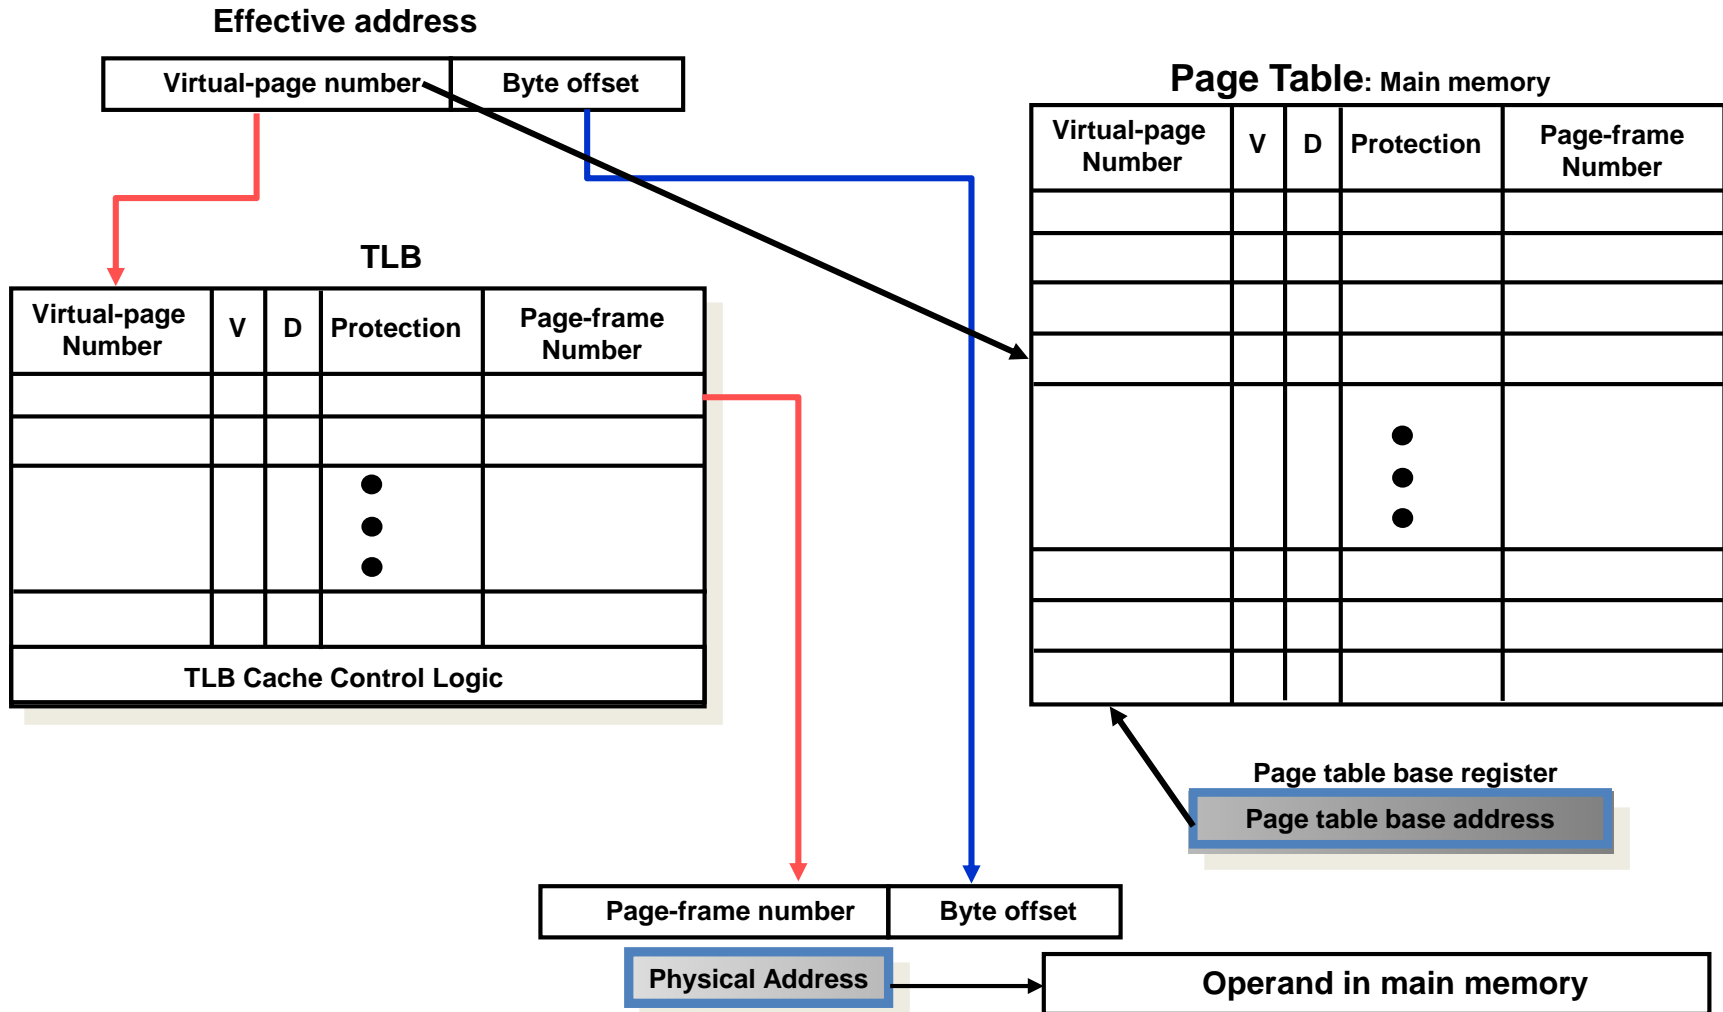 Effective address
Virtual-page number
Byte offset
Page Table: Main memory
Virtual-page
Number
V
D
Protection
Page-frame
Number
TLB
Virtual-page
Number
V
D
Protection
Page-frame
Number
TLB Cache Control Logic
Page table base register
Page table base address
Page-frame number
Byte offset
Physical Address
Operand in main memory